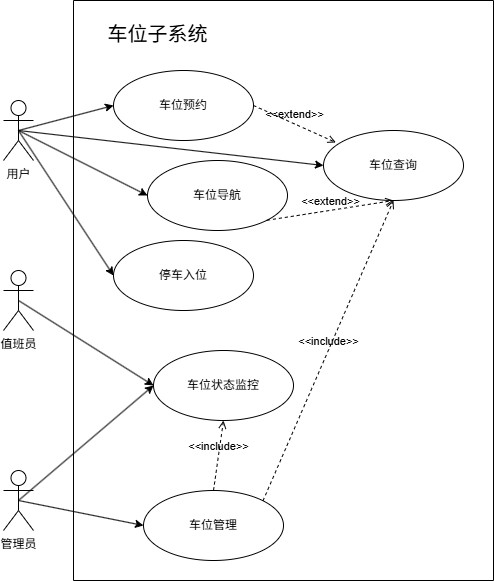 车位子系统
车位预约
<<extend>>
用户
车位查询
车位导航
<<extend>>
停车入位
值班员
<<include>>
车位状态监控
<<include>>
管理员
车位管理